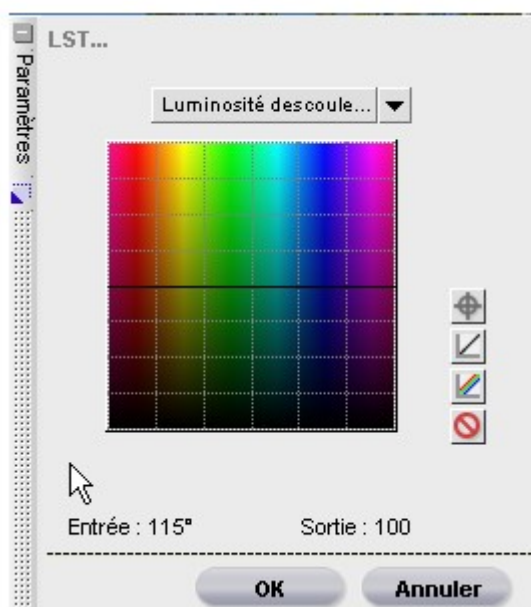 LST...
Paramètres
Luminosité descoule...
Entrée : 115° Sortie : 100
OK Annuler